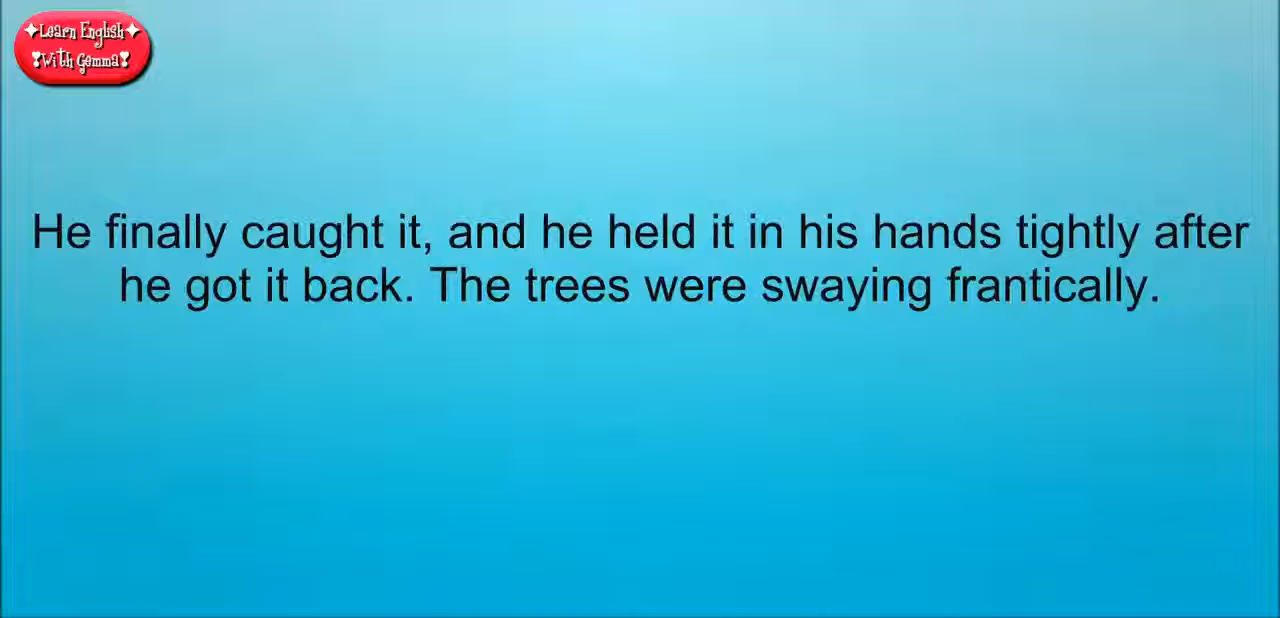 Learn English
With Gemma
He finally caught it, and he held it in his hands tightly after
he got it back. The trees were swaying frantically.